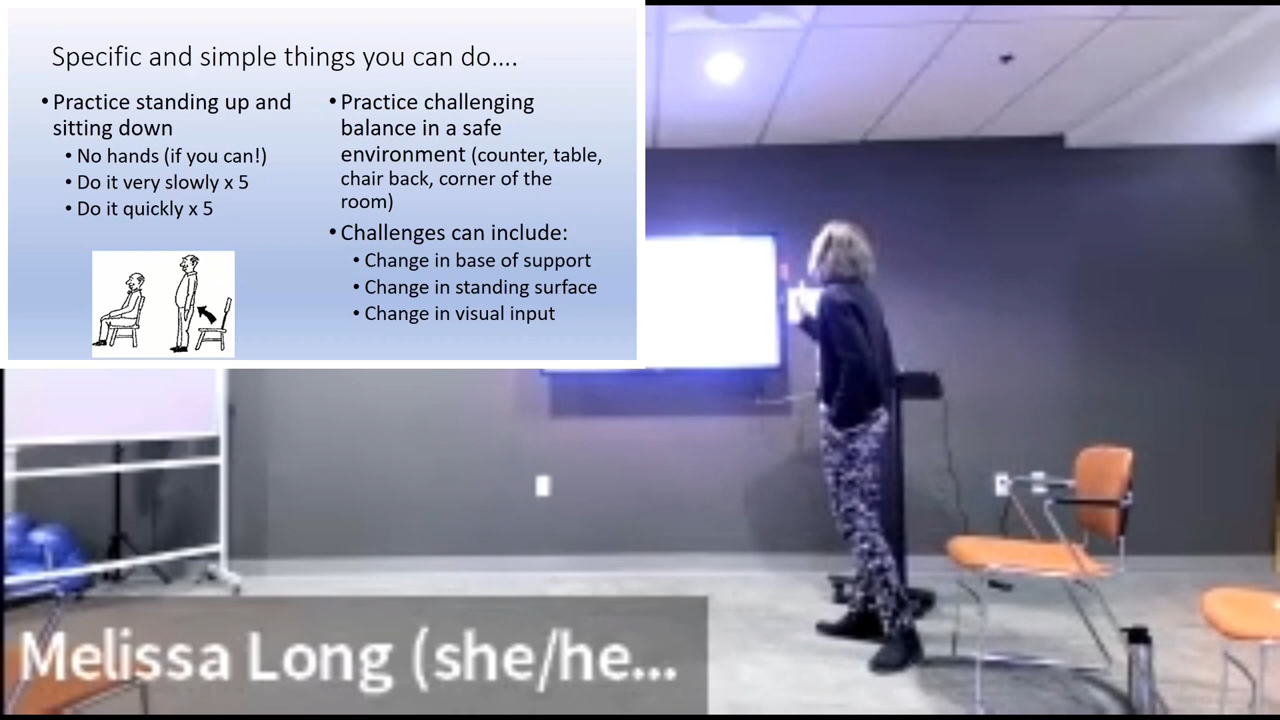 Specific and simple things you can do....
• Practice standing up and
sitting down
• No hands (if you can!)
• Do it very slowly x 5
• Do it quickly x 5
• Practice challenging
balance in a safe
environment (counter, table,
chair back, corner of the
room)
• Challenges can include:
• Change in base of support
• Change in standing surface
• Change in visual input
Melissa Long (she/he...